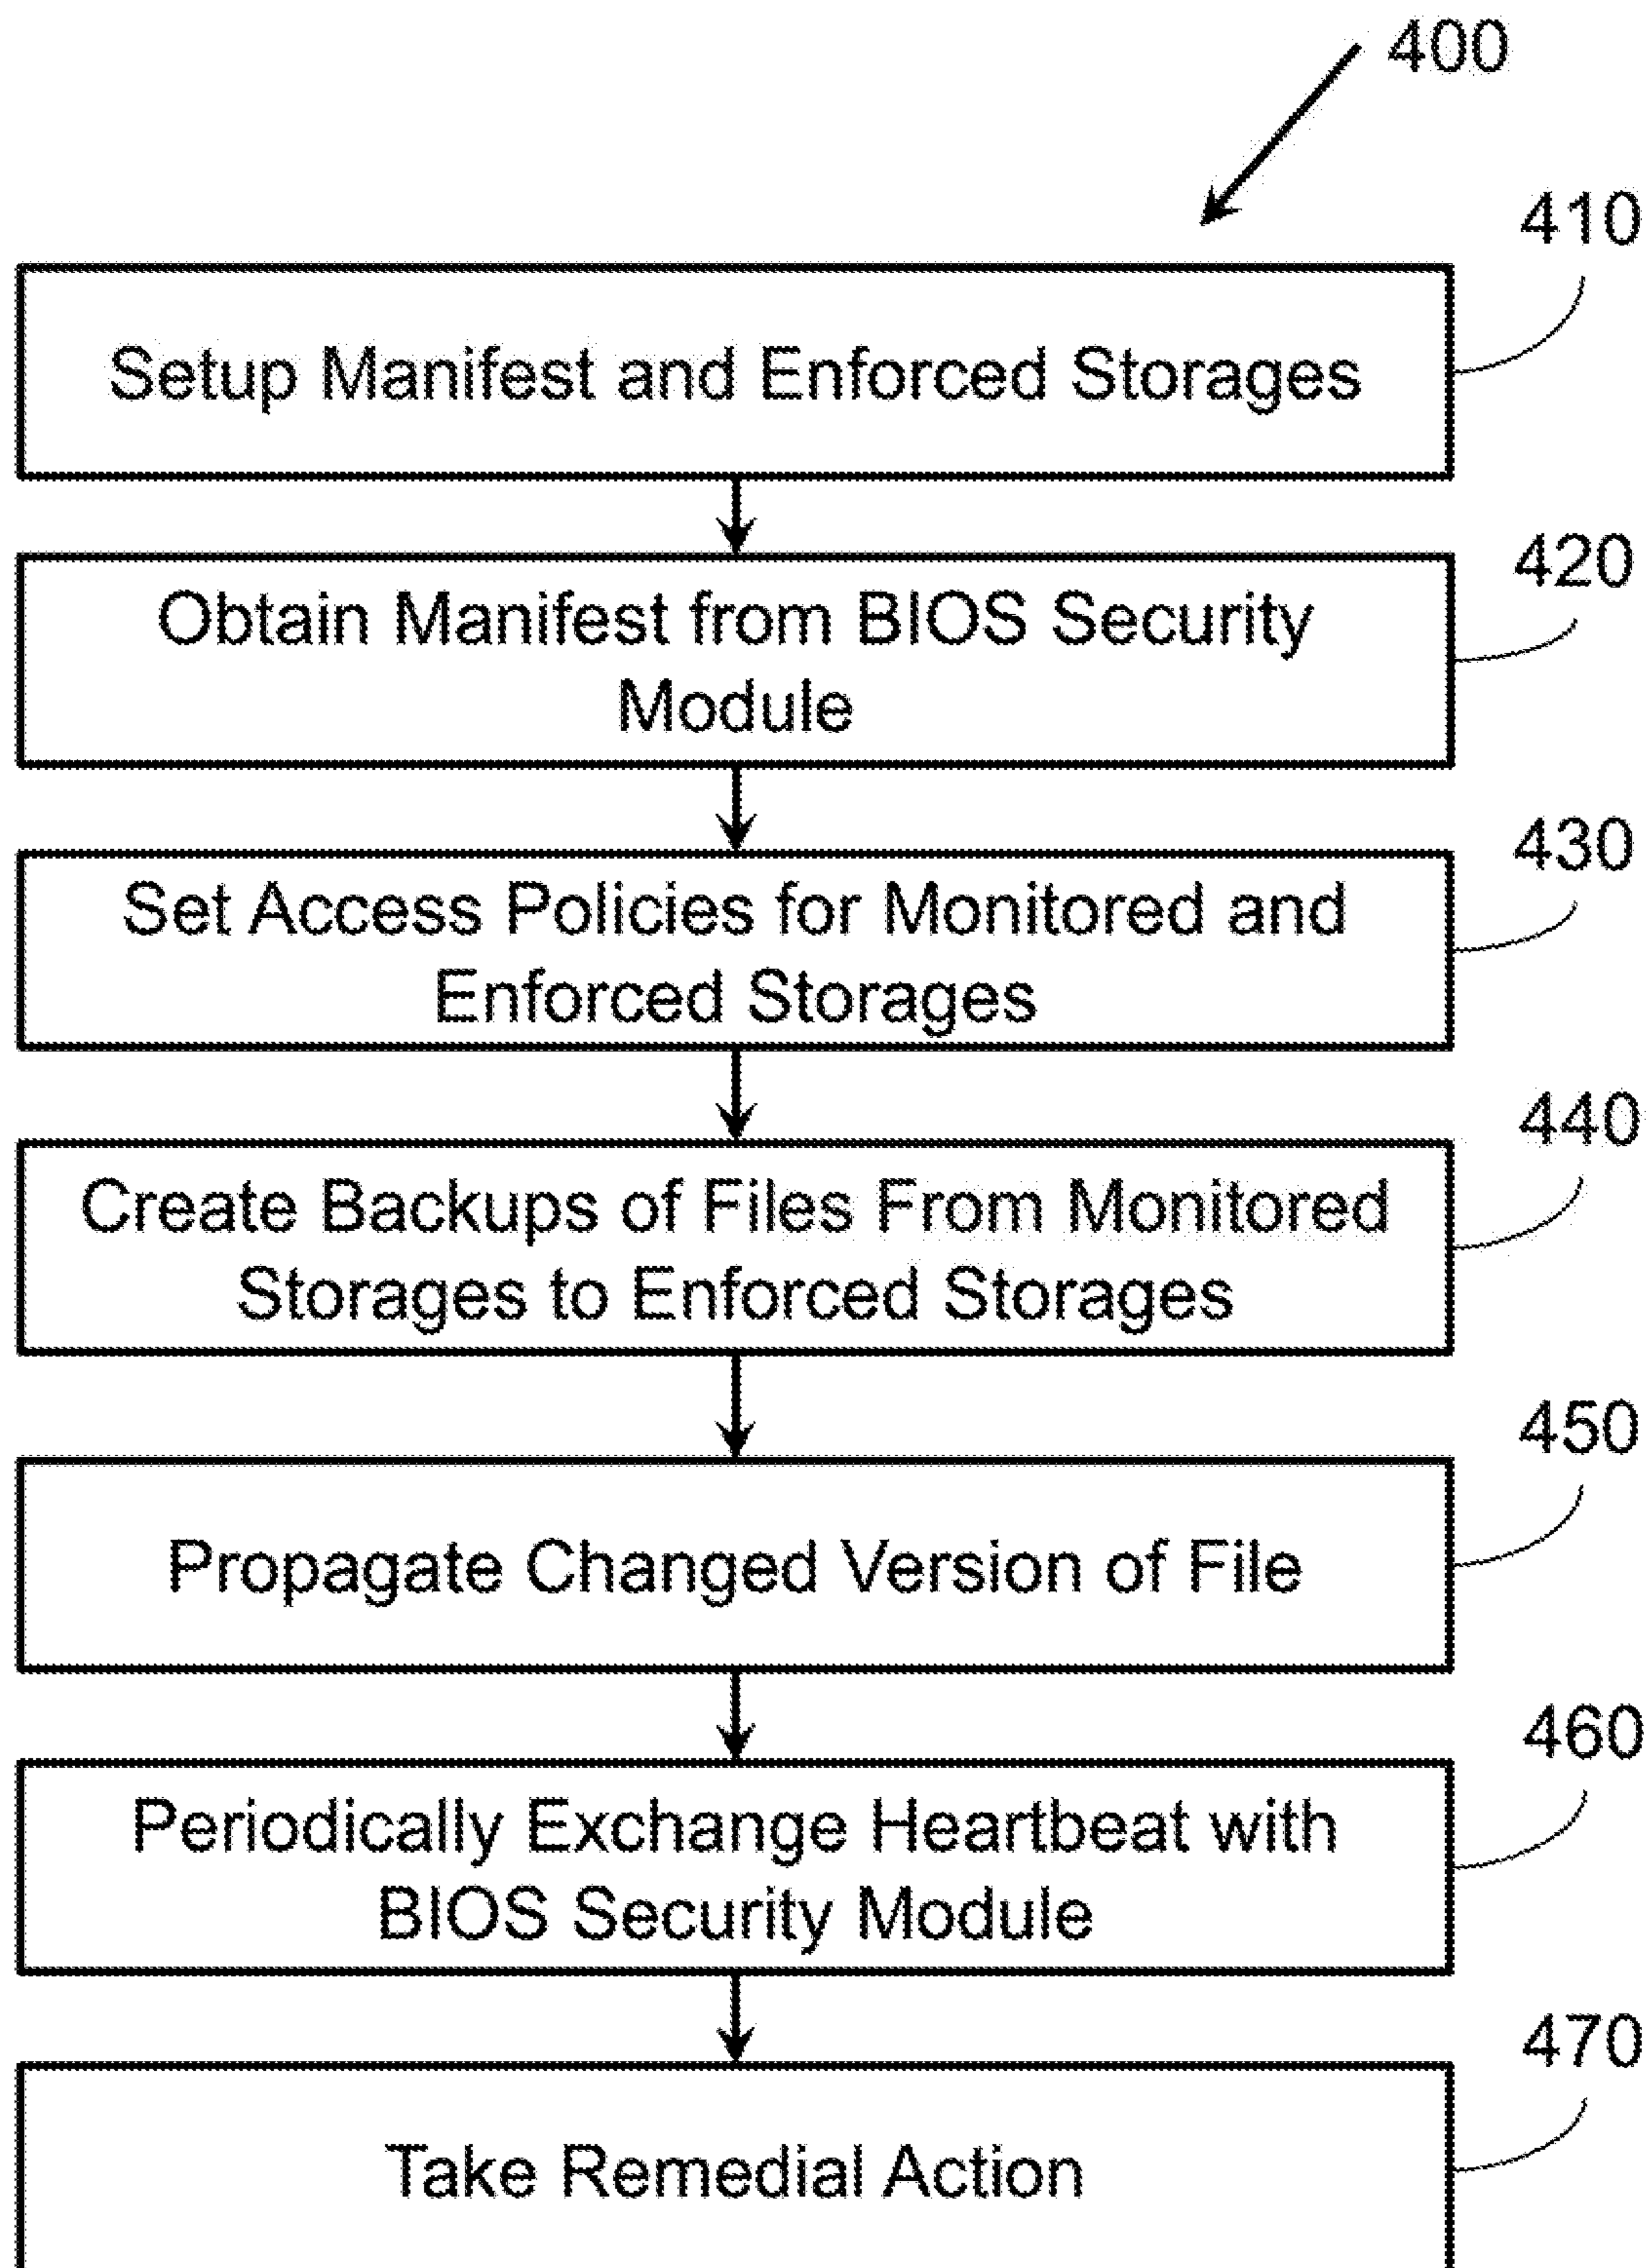 400
410
Setup Manifest and Enforced Storages
420
Obtain Manifest from BIOS Security
Module
430
Set Access Policies for Monitored and
Enforced Storages
440
Create Backups of Files From Monitored
Storages to Enforced Storages
450
Propagate Changed Version of File
460
Periodically Exchange Heartbeat with
BIOS Security Module
470
Take Remedial Action